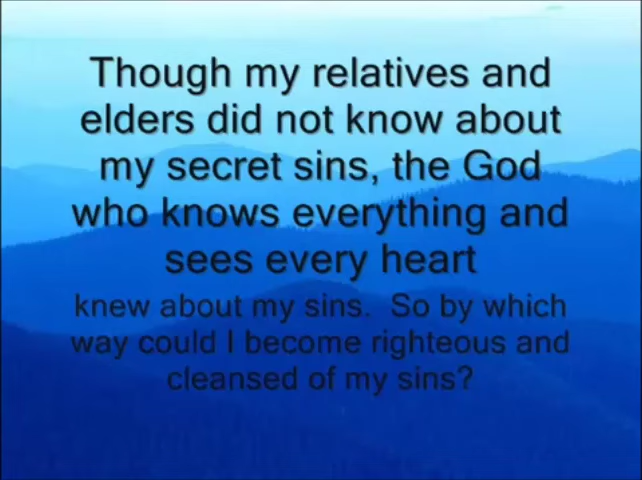 Though my relatives and
elders did not know about
my secret sins, the God
who knows everything and
sees every heart
knew about my sins.  So by which
way could I become righteous and
cleansed of my sins?